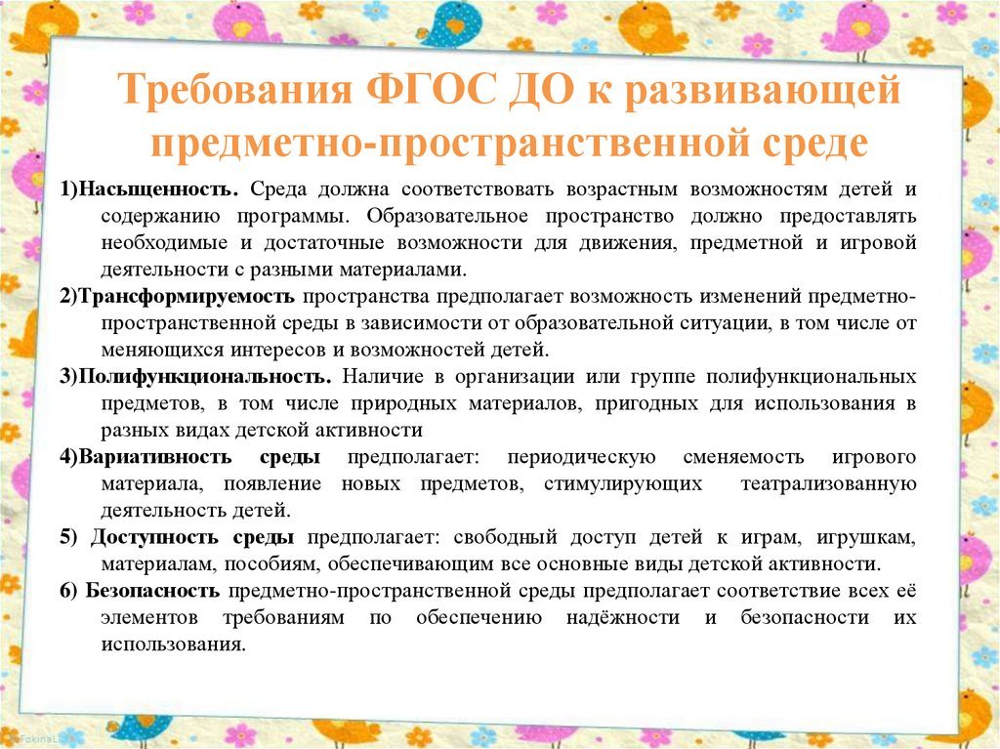 Требования ФГОС ДО к развивающей
предметно-пространственной среде
1)Насыщенность. Среда должна соответствовать возрастным возможностям детей и
содержанию программы. Образовательное пространство должно предоставлять
необходимые и достаточные возможности для движения, предметной и игровой
деятельности с разными материалами.
2)Трансформируемость пространства предполагает возможность изменений предметно-
пространственной среды в зависимости от образовательной ситуации, в том числе от
меняющихся интересов и возможностей детей.
3)Полифункциональность. Наличие в организации или группе полифункциональных
предметов, в том числе природных материалов, пригодных для использования в
разных видах детской активности
4)Вариативность среды предполагает: периодическую сменяемость игрового
материала, появление новых предметов, стимулирующих театрализованную
деятельность детей.
5) Доступность среды предполагает: свободный доступ детей к играм, игрушкам,
материалам, пособиям, обеспечивающим все основные виды детской активности.
6) Безопасность предметно-пространственной среды предполагает соответствие всех её
элементов требованиям по обеспечению надёжности и безопасности их
использования.